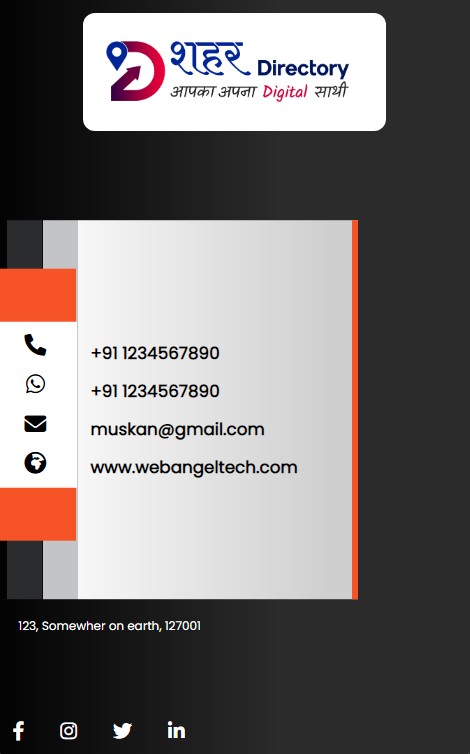 शहर Directory
आपका अपना Digital साथी
+91 1234567890
+91 1234567890
muskan@gmail.com
www.webangeltech.com
123, Somewher on earth, 127001